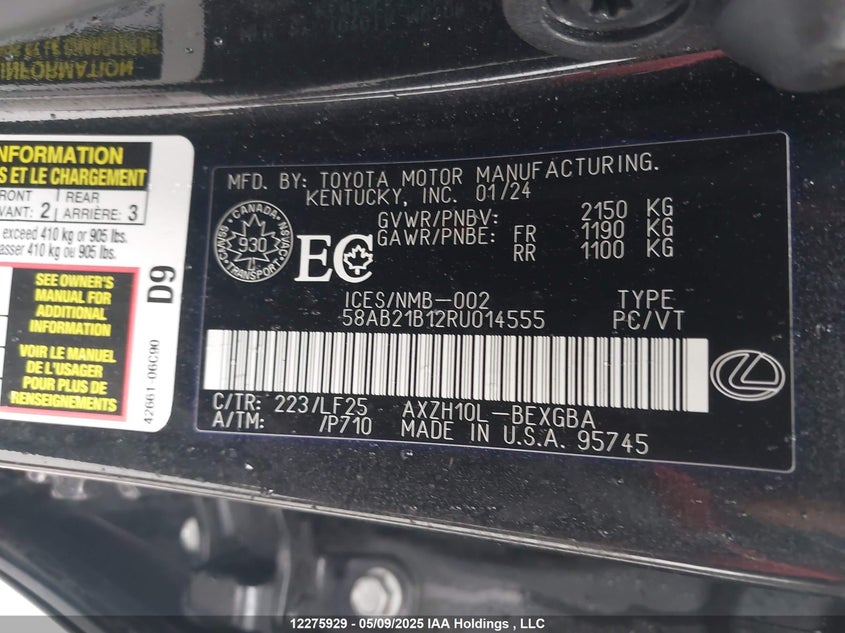 INFORMATION
NFORMATION
S ET LE CHARGEMENT
FRONT REAR
VANT: 2 ARRIÈRE: 3
exceed 410 kg or 905 lbs.
asser 410 kg ou 905 lbs.
SEE OWNER'S
MANUAL FOR
ADDITIONAL
INFORMATION
VOIR LE MANUEL
DE L'USAGER
POUR PLUS DE
RENSEIGNEMENTS
D9
42661-06C90
MFD. BY: TOYOTA MOTOR MANUFACTURING.
KENTUCKY, INC. 01/24
GVWR/PNBV: 2150 KG
GAWR/PNBE: FR 1190 KG
RR 1100 KG
CANADA
930
TRANSPORT
NSVAC
SVMC
EC
ICES/NMB-002 TYPE
58AB21B12RU014555 PC/VT
C/TR: 223/LF25 AXZH10L-BEXGBA
A/TM: /P710 MADE IN U.S.A. 95745
12275929 - 05/09/2025 IAA Holdings , LLC